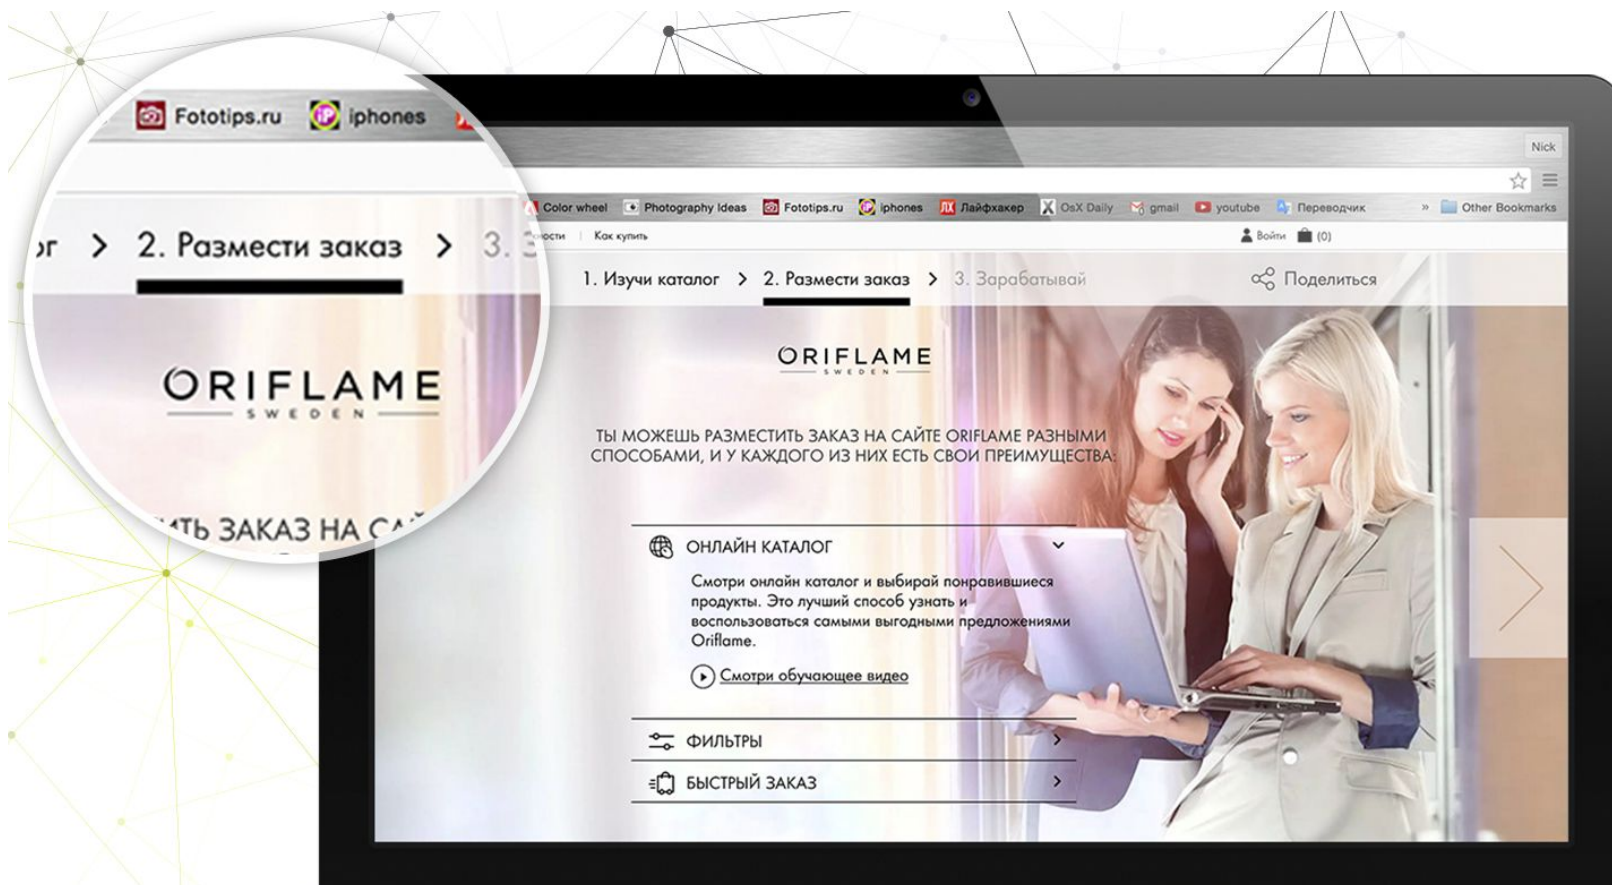 Fototips.ru
iphones
2. Размести заказ
3.
ORIFLAME
SWEDEN
ЗАКАЗ НА
Nick
Color wheel
Photography Ideas
Fototips.ru
iphones
Лайфхакер
OsX Daily
gmail
youtube
Переводчик
»
Other Bookmarks
Как купить
Войти
(0)
1. Изучи каталог > 2. Размести заказ > 3. Зарабатывай
Поделиться
ORIFLAME
SWEDEN
ТЫ МОЖЕШЬ РАЗМЕСТИТЬ ЗАКАЗ НА САЙТЕ ORIFLAME РАЗНЫМИ
СПОСОБАМИ, И У КАЖДОГО ИЗ НИХ ЕСТЬ СВОИ ПРЕИМУЩЕСТВА:
ОНЛАЙН КАТАЛОГ
Смотри онлайн каталог и выбирай понравившиеся
продукты. Это лучший способ узнать и
воспользоваться самыми выгодными предложениями
Oriflame.
Смотри обучающее видео
ФИЛЬТРЫ
БЫСТРЫЙ ЗАКАЗ